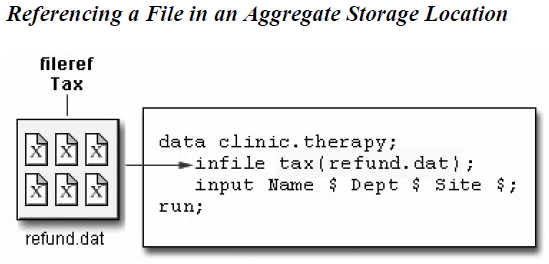 Referencing a File in an Aggregate Storage Location
fileref
Tax
X X X
X X X
refund.dat
data clinic.therapy;
infile tax(refund.dat);
input Name $ Dept $ Site $;
run;